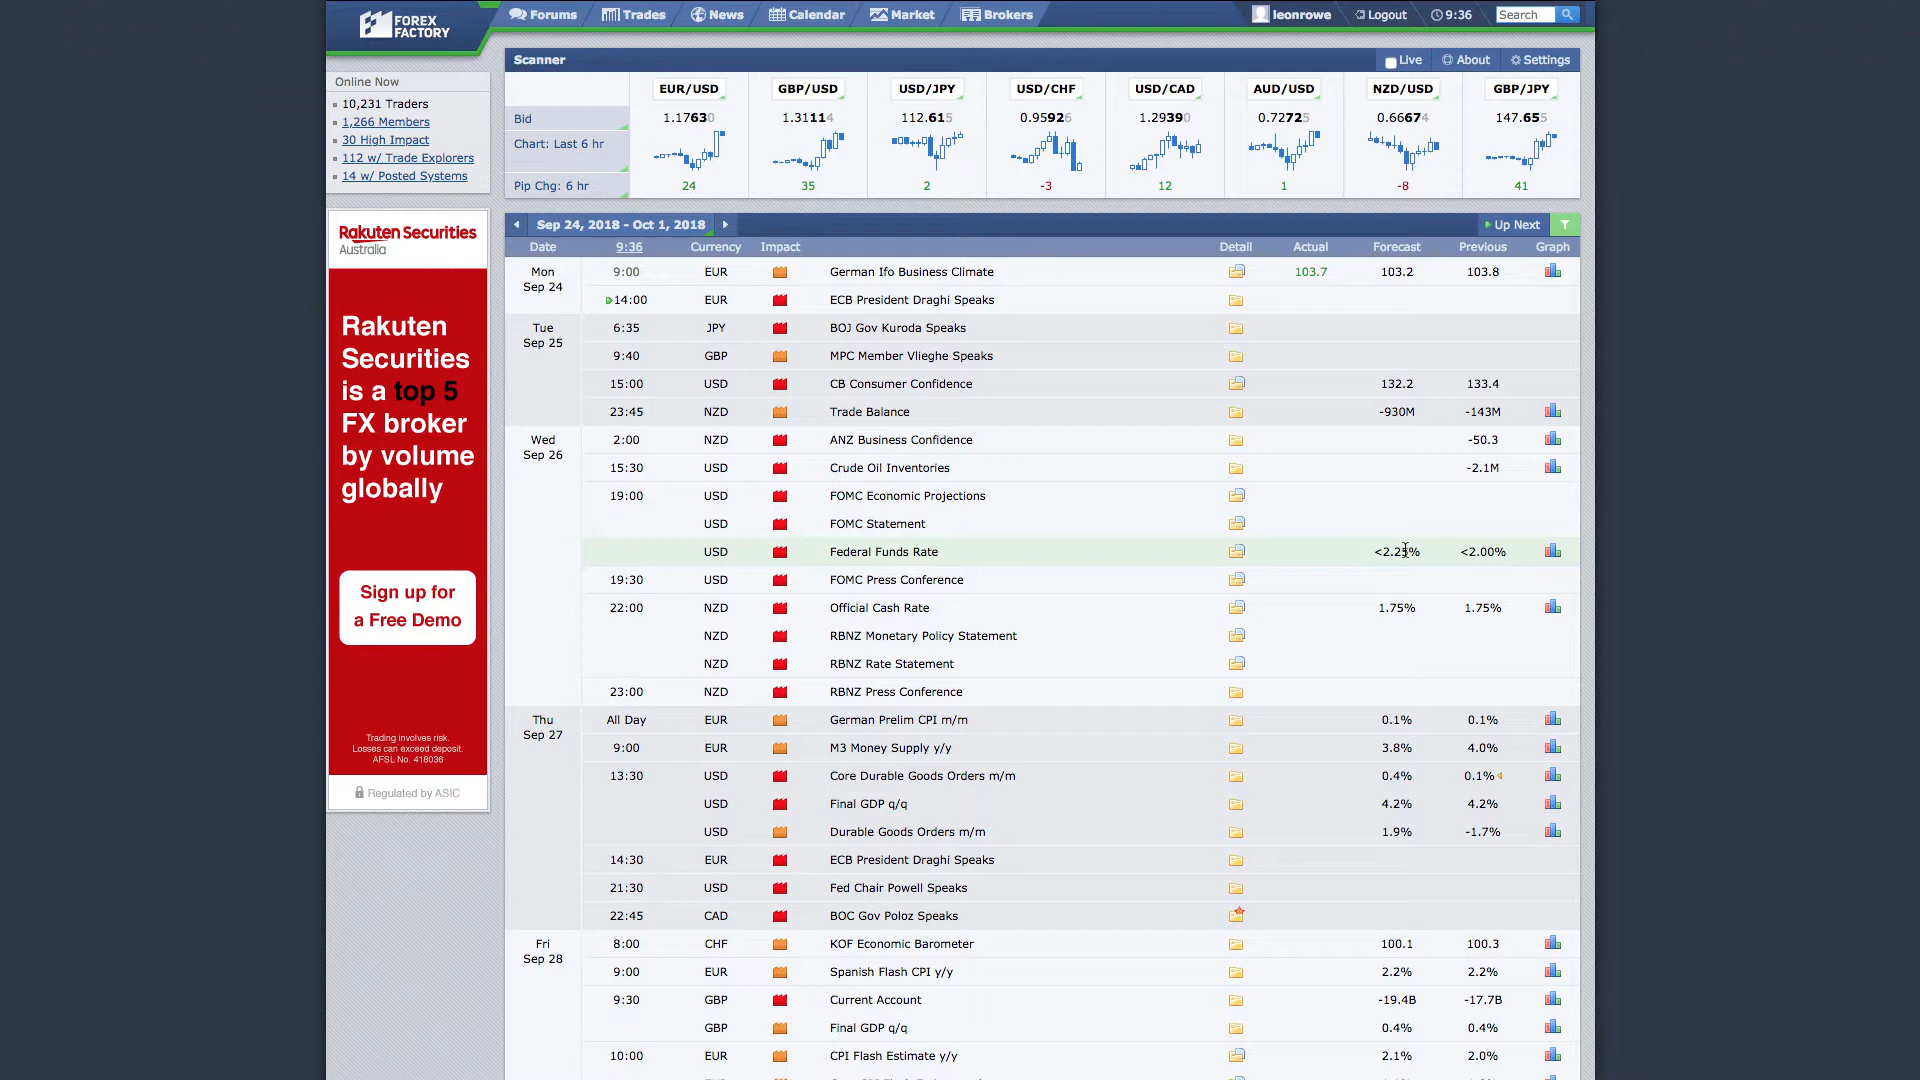 FOREX FACTORY
Forums Trades News Calendar Market Brokers leonrowe Logout 9:36 Search
Online Now
10,231 Traders
1,266 Members
30 High Impact
112 w/ Trade Explorers
14 w/ Posted Systems
Rakuten Securities
Australia
Rakuten
Securities
is a top 5
FX broker
by volume
globally
Sign up for
a Free Demo
Trading involves risk.
Losses can exceed deposit.
AFSL No. 418036
Regulated by ASIC
Scanner Live About Settings
EUR/USD GBP/USD USD/JPY USD/CHF USD/CAD AUD/USD NZD/USD GBP/JPY
Bid 1.17630 1.31114 112.615 0.95926 1.29390 0.72725 0.66674 147.655
Chart: Last 6 hr
Pip Chg: 6 hr 24 35 2 -3 12 1 -8 41
Sep 24, 2018 - Oct 1, 2018 Up Next
Date 9:36 Currency Impact Detail Actual Forecast Previous Graph
Mon Sep 24 9:00 EUR German Ifo Business Climate 103.7 103.2 103.8
14:00 EUR ECB President Draghi Speaks
Tue Sep 25 6:35 JPY BOJ Gov Kuroda Speaks
9:40 GBP MPC Member Vlieghe Speaks
15:00 USD CB Consumer Confidence 132.2 133.4
23:45 NZD Trade Balance -930M -143M
Wed Sep 26 2:00 NZD ANZ Business Confidence -50.3
15:30 USD Crude Oil Inventories -2.1M
19:00 USD FOMC Economic Projections
USD FOMC Statement
USD Federal Funds Rate <2.25% <2.00%
19:30 USD FOMC Press Conference
22:00 NZD Official Cash Rate 1.75% 1.75%
NZD RBNZ Monetary Policy Statement
NZD RBNZ Rate Statement
23:00 NZD RBNZ Press Conference
Thu Sep 27 All Day EUR German Prelim CPI m/m 0.1% 0.1%
9:00 EUR M3 Money Supply y/y 3.8% 4.0%
13:30 USD Core Durable Goods Orders m/m 0.4% 0.1%
USD Final GDP q/q 4.2% 4.2%
USD Durable Goods Orders m/m 1.9% -1.7%
14:30 EUR ECB President Draghi Speaks
21:30 USD Fed Chair Powell Speaks
22:45 CAD BOC Gov Poloz Speaks
Fri Sep 28 8:00 CHF KOF Economic Barometer 100.1 100.3
9:00 EUR Spanish Flash CPI y/y 2.2% 2.2%
9:30 GBP Current Account -19.4B -17.7B
GBP Final GDP q/q 0.4% 0.4%
10:00 EUR CPI Flash Estimate y/y 2.1% 2.0%